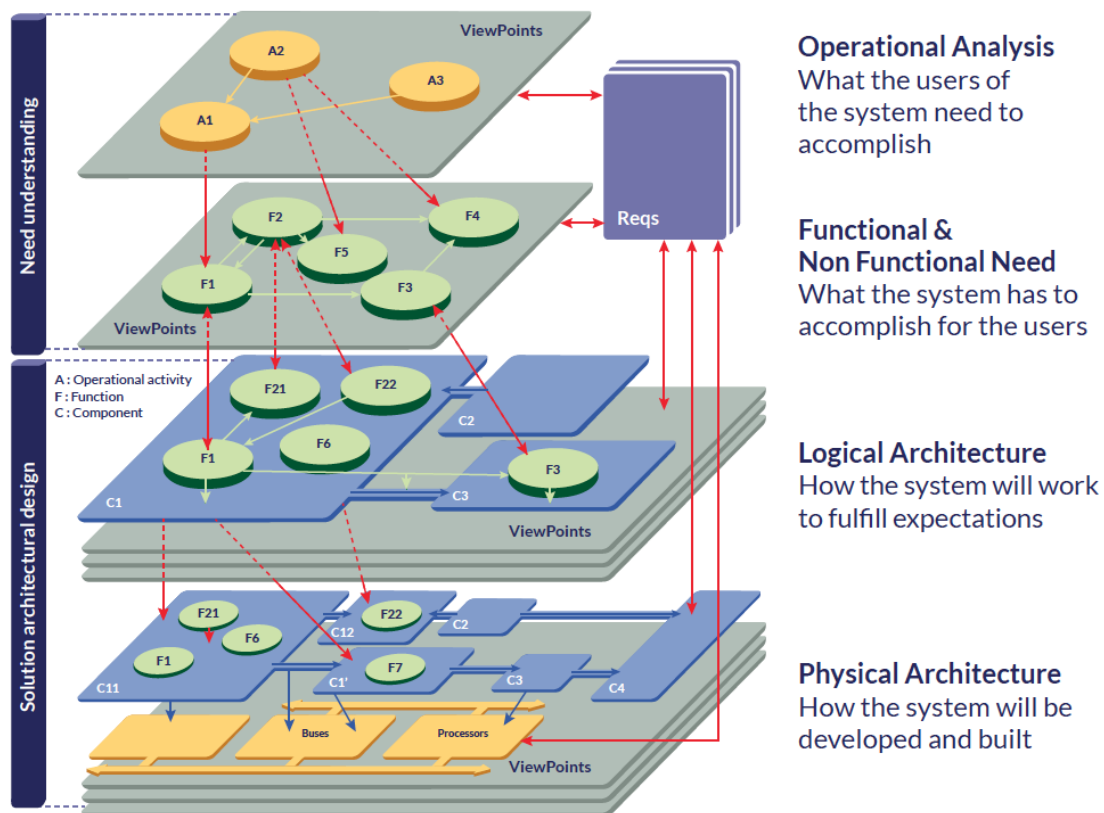 Need understanding
Solution architectural design
ViewPoints
A2
A3
A1
Reqs
F2
F4
F5
F1
F3
ViewPoints
A : Operational activity
F : Function
C : Component
F21
F22
C2
F6
F1
F3
C1
C3
ViewPoints
F21
F22
C2
C12
F6
F1
F7
C11
C1'
C3
C4
Buses
Processors
ViewPoints
Operational Analysis
What the users of
the system need to
accomplish
Functional &
Non Functional Need
What the system has to
accomplish for the users
Logical Architecture
How the system will work
to fulfill expectations
Physical Architecture
How the system will be
developed and built